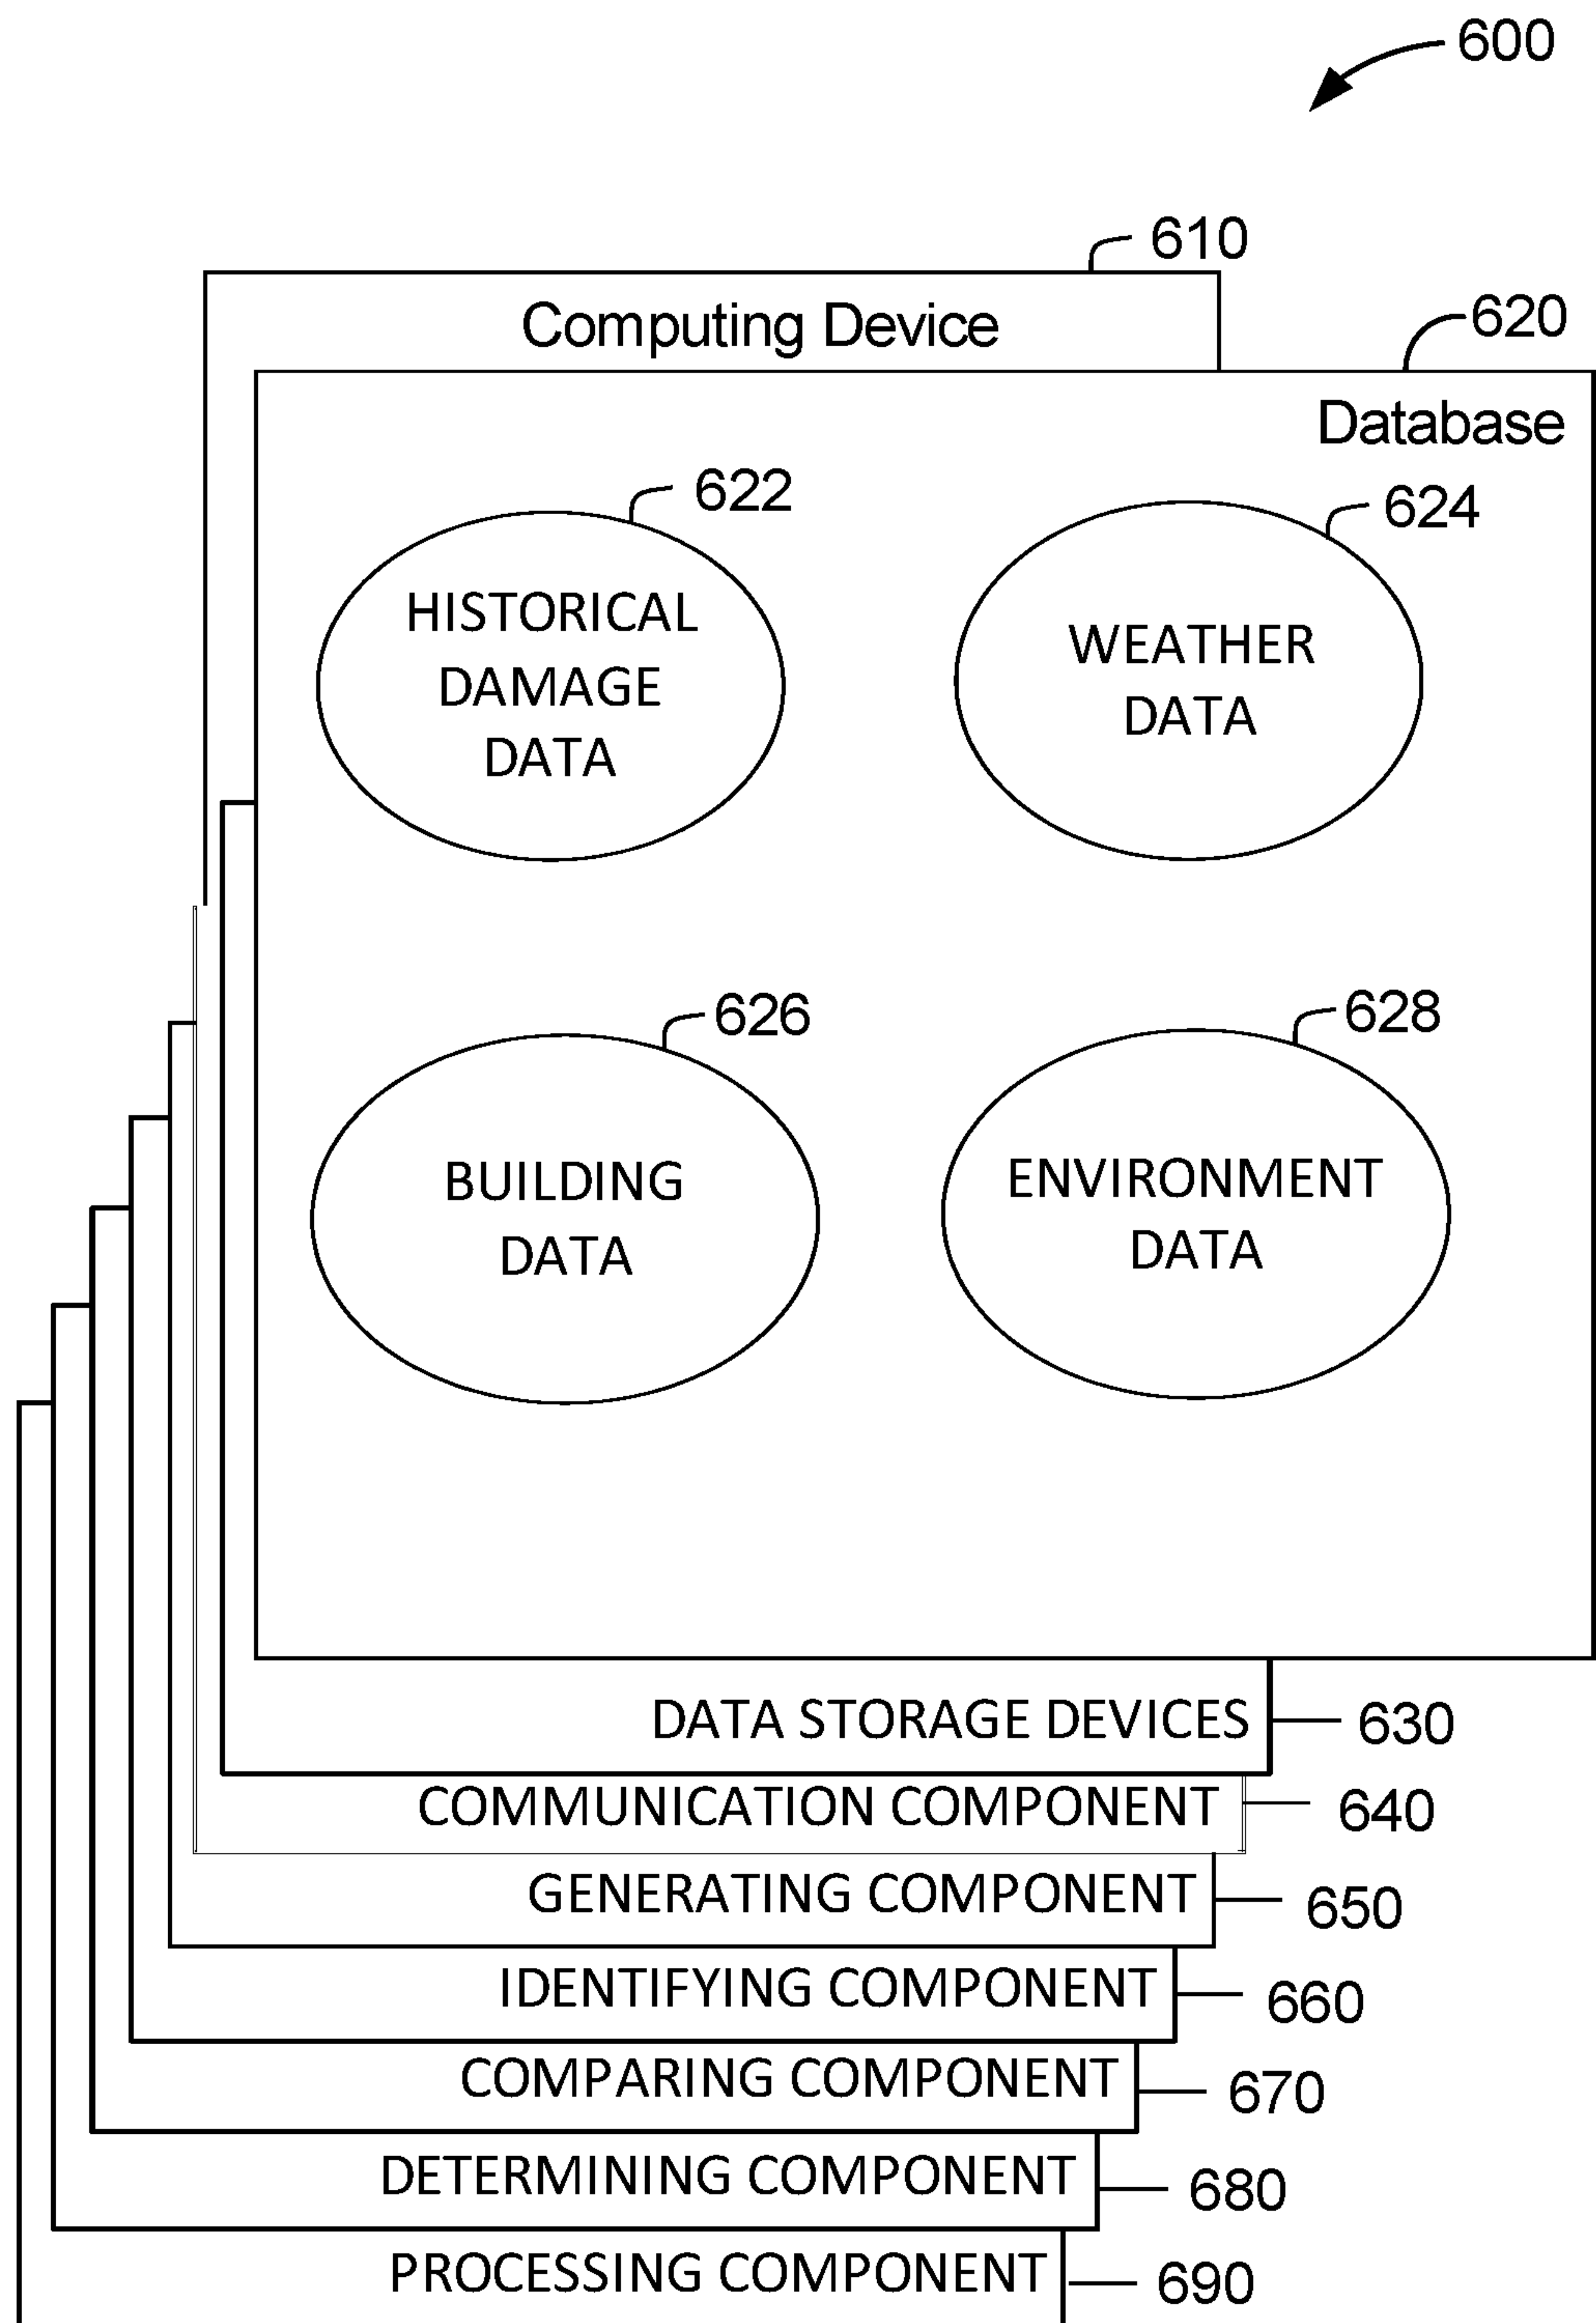 600
610
Computing Device
620
Database
622
624
HISTORICAL
DAMAGE
DATA
WEATHER
DATA
626
628
BUILDING
DATA
ENVIRONMENT
DATA
DATA STORAGE DEVICES
630
COMMUNICATION COMPONENT
640
GENERATING COMPONENT
650
IDENTIFYING COMPONENT
660
COMPARING COMPONENT
670
DETERMINING COMPONENT
680
PROCESSING COMPONENT
690